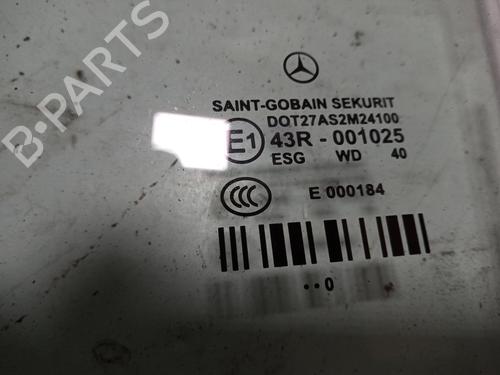 B-PARTS
SAINT-GOBAIN SEKURIT
DOT27AS2M24100
E1 43R - 001025
ESG WD 40
CCC E 000184
..0